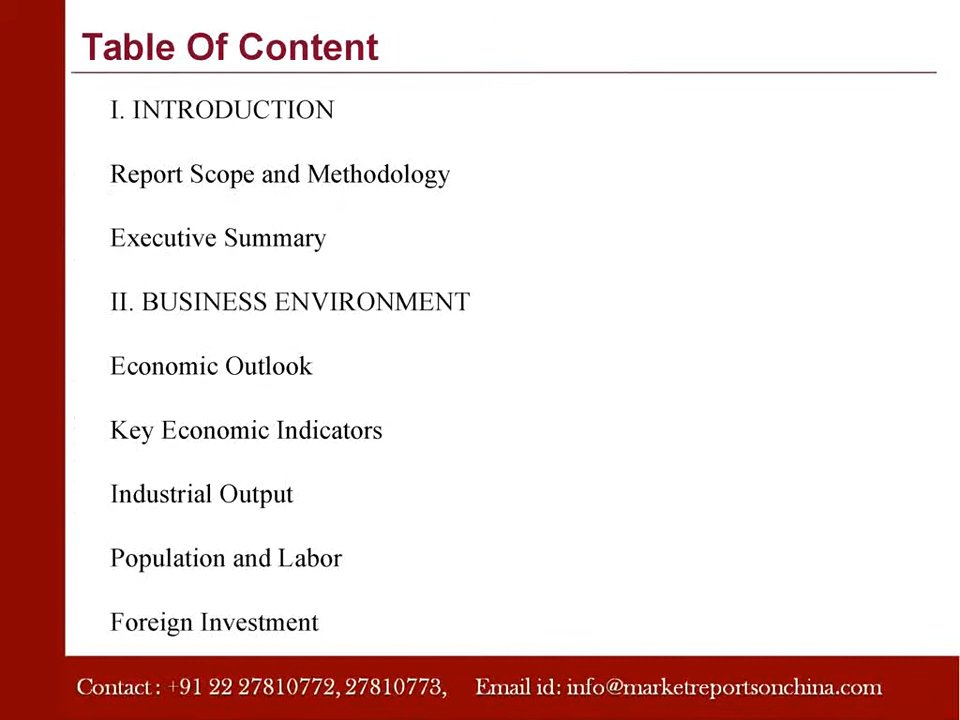 Table Of Content
I. INTRODUCTION
Report Scope and Methodology
Executive Summary
II. BUSINESS ENVIRONMENT
Economic Outlook
Key Economic Indicators
Industrial Output
Population and Labor
Foreign Investment
Contact : +91 22 27810772, 27810773, Email id: info@marketreportsonchina.com